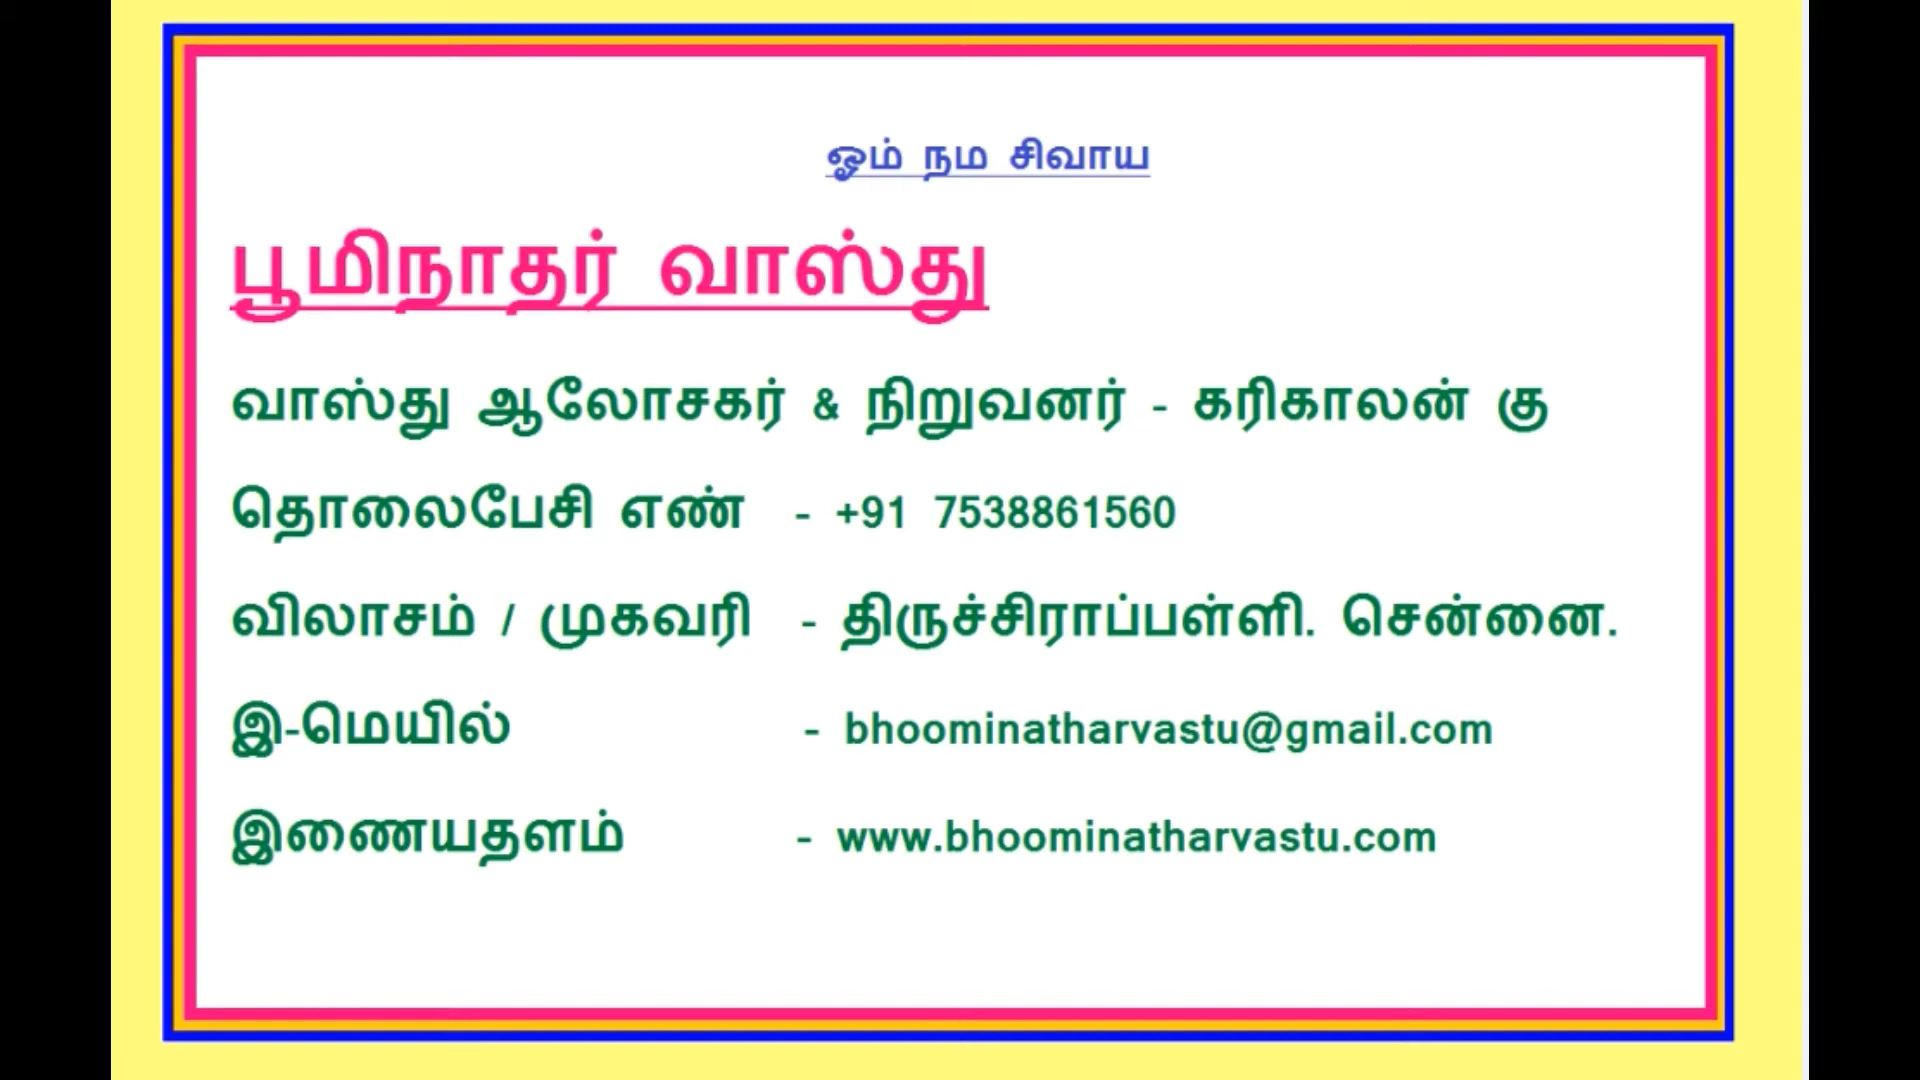 ஓம் நம சிவாய
பூமிநாதர் வாஸ்து
வாஸ்து ஆலோசகர் & நிறுவனர் - கரிகாலன் கு
தொலைபேசி எண் - +91 7538861560
விலாசம் / முகவரி - திருச்சிராப்பள்ளி. சென்னை.
இ-மெயில் - bhoominatharvastu@gmail.com
இணையதளம் - www.bhoominatharvastu.com